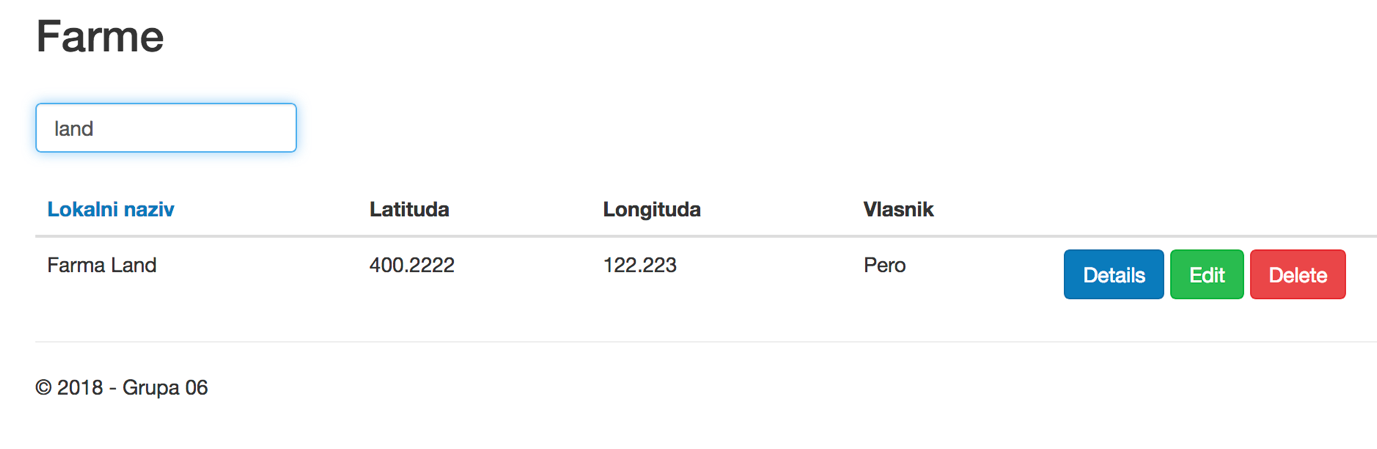 Farme
land
Lokalni naziv Latituda Longituda Vlasnik
Farma Land 400.2222 122.223 Pero Details Edit Delete
© 2018 - Grupa 06